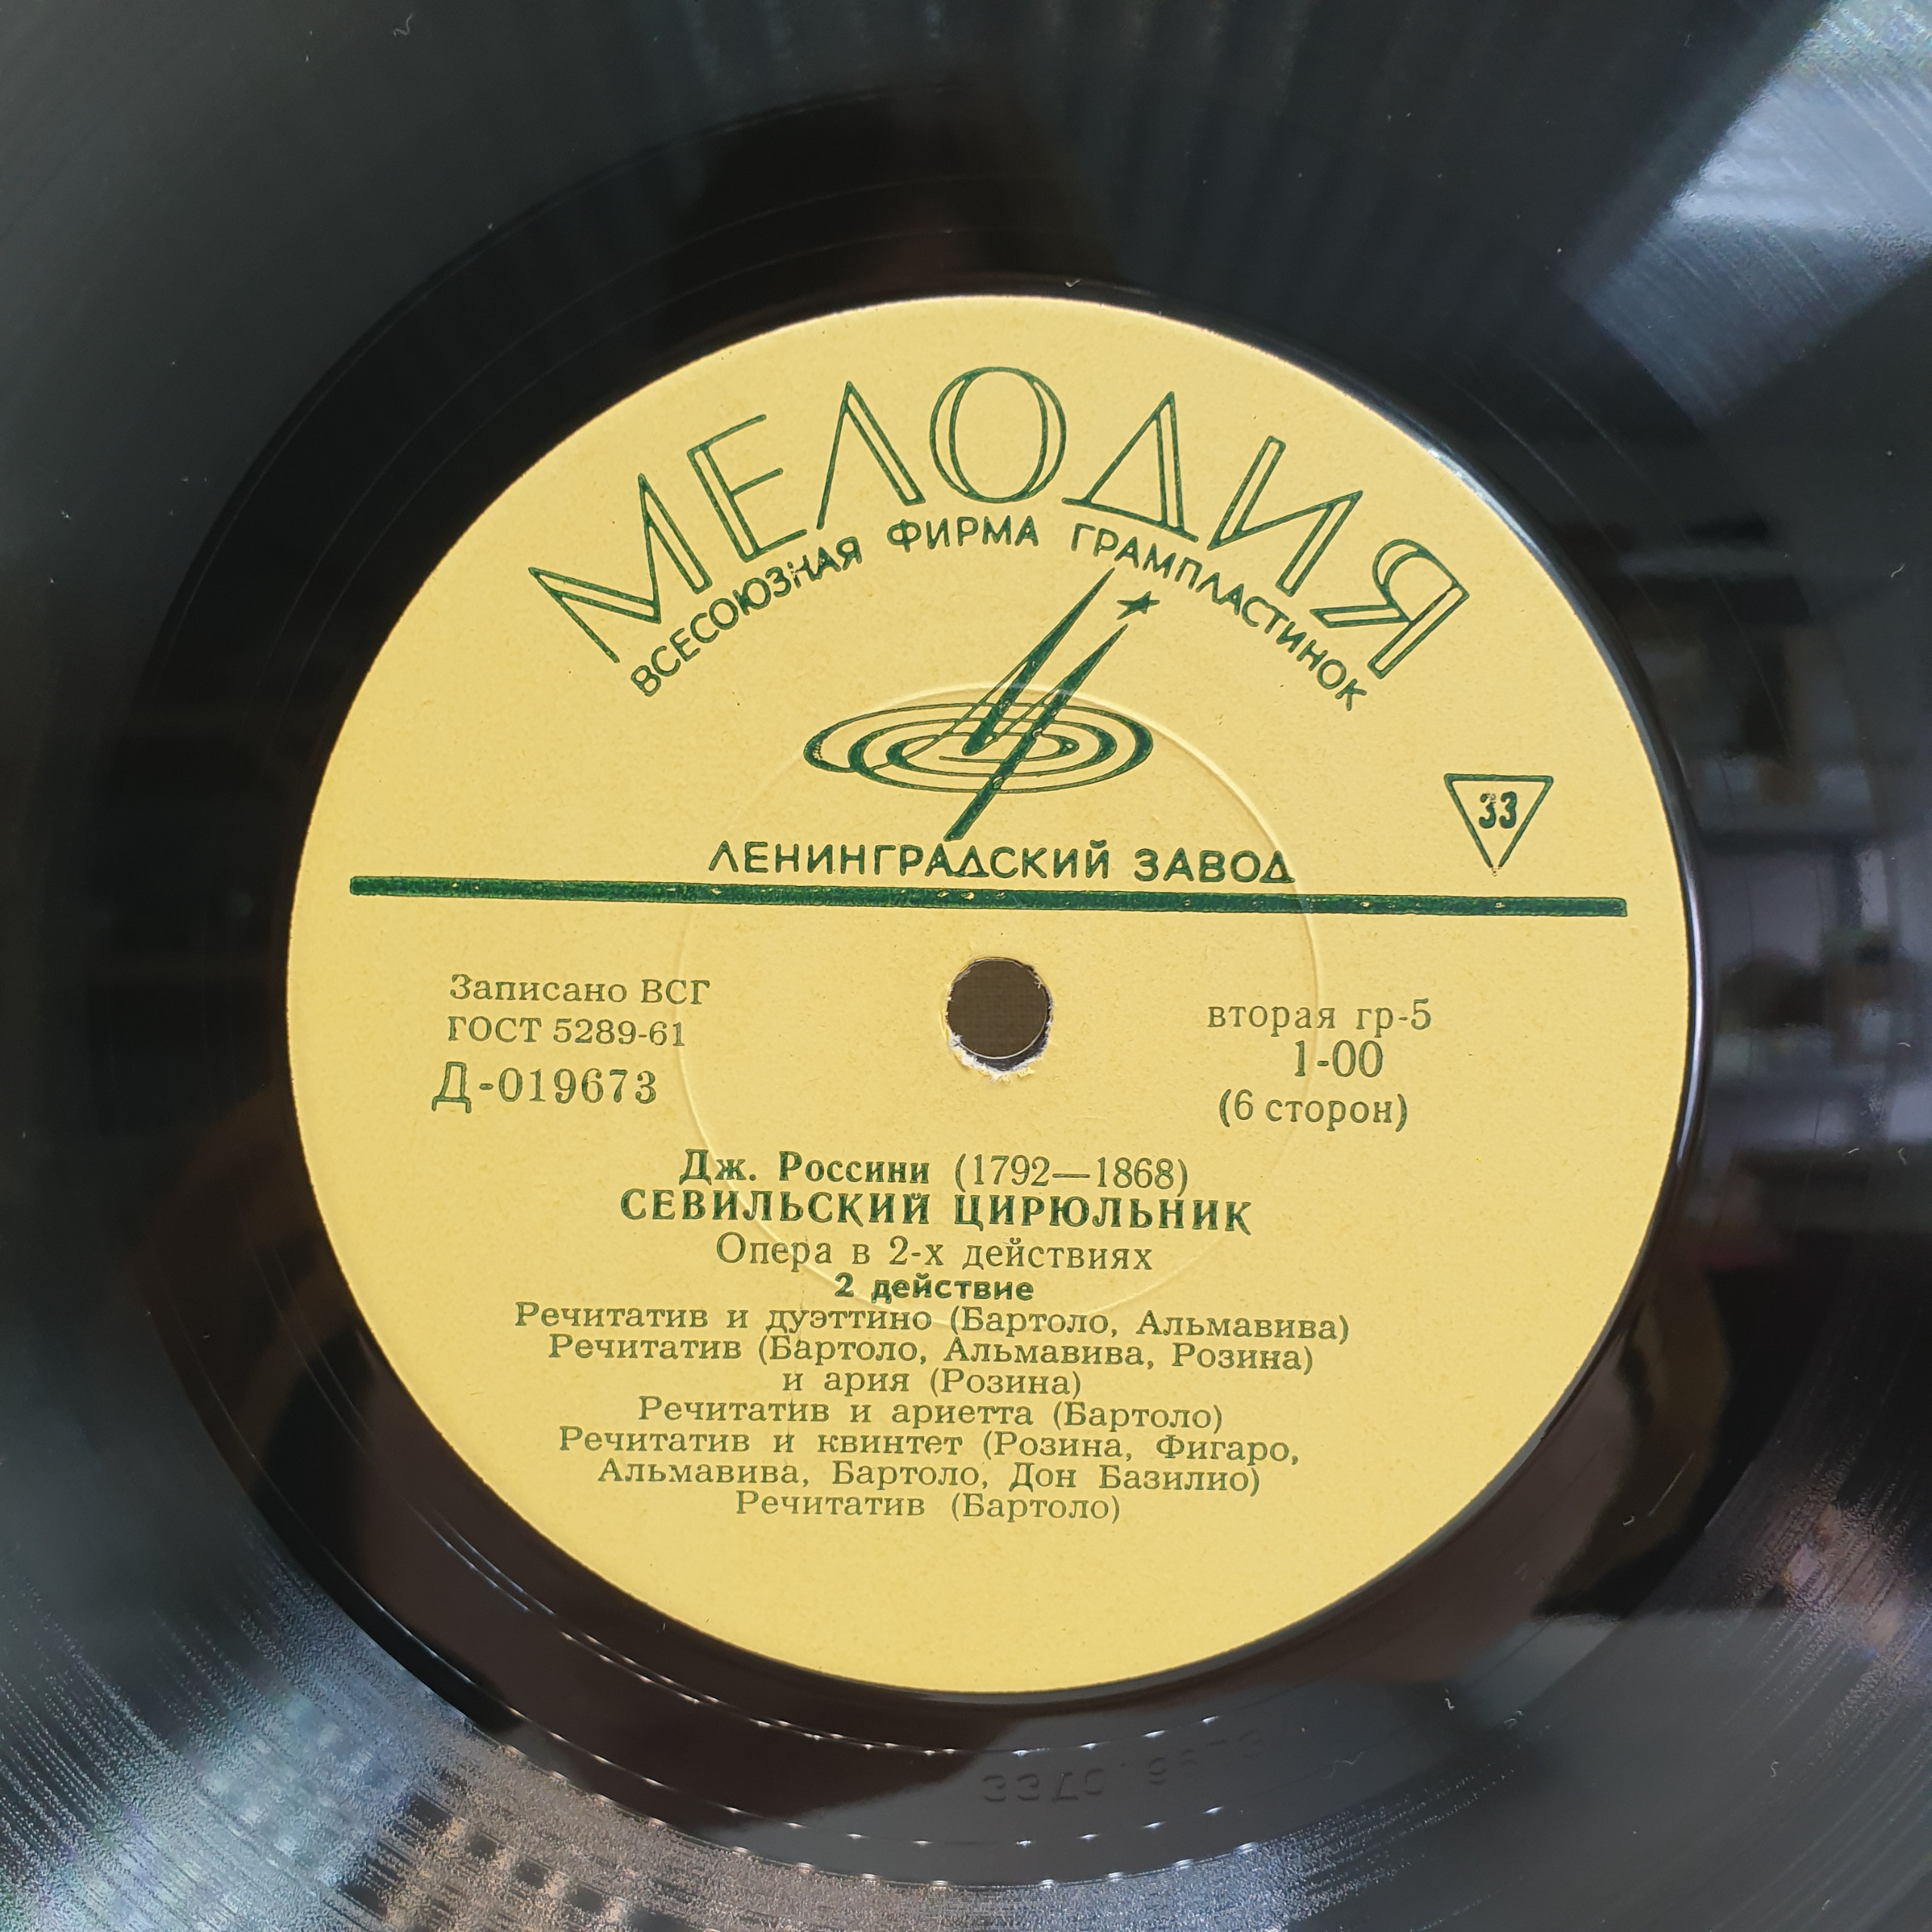 МЕЛОДИЯ
ВСЕСОЮЗНАЯ ФИРМА ГРАМПЛАСТИНОК
33
ЛЕНИНГРАДСКИЙ ЗАВОД
Записано ВСГ
ГОСТ 5289-61
Д-019673
вторая гр-5
1-00
(6 сторон)
Дж. Россини (1792—1868)
СЕВИЛЬСКИЙ ЦИРЮЛЬНИК
Опера в 2-х действиях
2 действие
Речитатив и дуэттино (Бартоло, Альмавива)
Речитатив (Бартоло, Альмавива, Розина)
и ария (Розина)
Речитатив и ариетта (Бартоло)
Речитатив и квинтет (Розина, Фигаро,
Альмавива, Бартоло, Дон Базилио)
Речитатив (Бартоло)